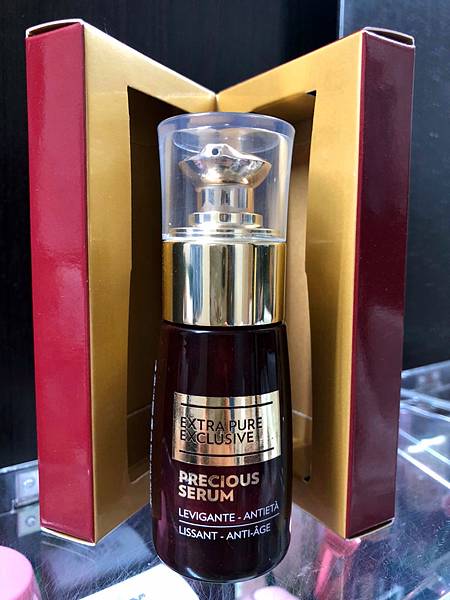 EXTRA PURE
EXCLUSIVE
PRECIOUS
SERUM
LEVIGANTE - ANTIETÀ
LISSANT - ANTI-ÂGE